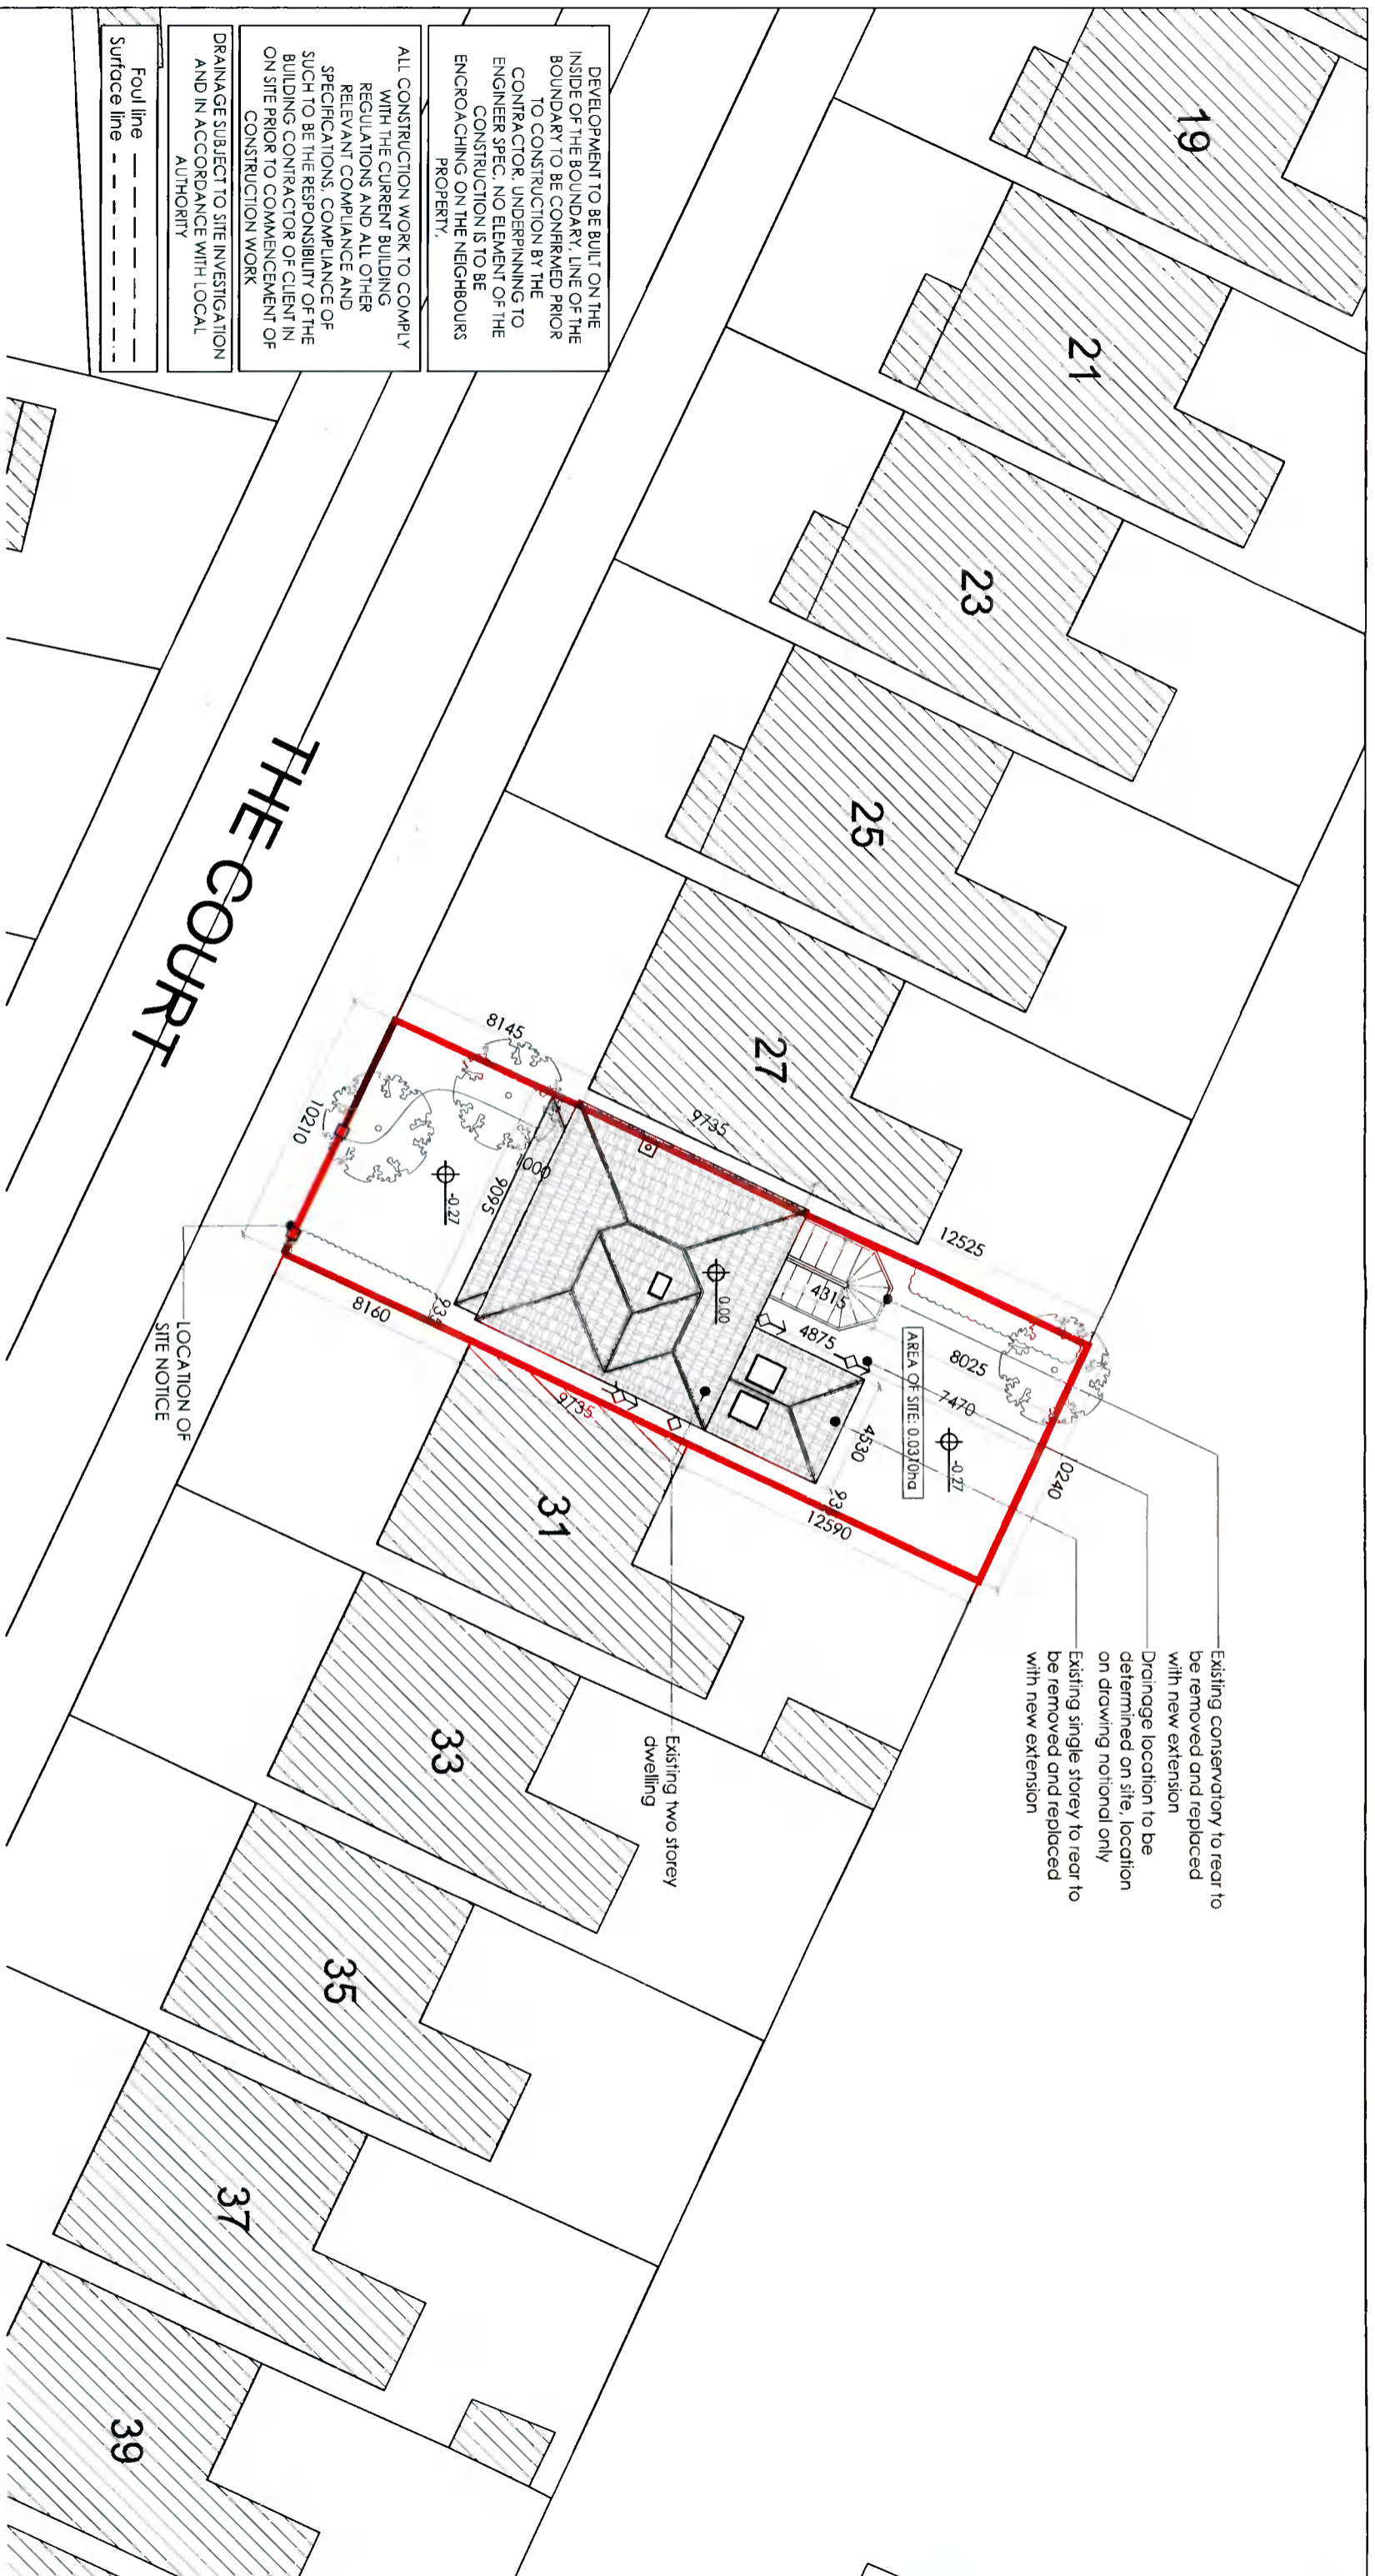 DEVELOPMENT TO BE BUILT ON THE
INSIDE OF THE BOUNDARY, LINE OF THE
BOUNDARY TO BE CONFIRMED PRIOR
TO CONSTRUCTION BY THE
CONTRACTOR, UNDERPINNING TO
ENGINEER SPEC, NO ELEMENT OF THE
CONSTRUCTION IS TO BE
ENCROACHING ON THE NEIGHBOURS
PROPERTY,
ALL CONSTRUCTION WORK TO COMPLY
WITH THE CURRENT BUILDING
REGULATIONS AND ALL OTHER
RELEVANT COMPLIANCE AND
SPECIFICATIONS, COMPLIANCE OF
SUCH TO BE THE RESPONSIBILITY OF THE
BUILDING CONTRACTOR OF CLIENT IN
ON SITE PRIOR TO COMMENCEMENT OF
CONSTRUCTION WORK
DRAINAGE SUBJECT TO SITE INVESTIGATION
AND IN ACCORDANCE WITH LOCAL
AUTHORITY
Foul line
Surface line
19
21
23
25
27
31
33
35
37
39
THE COURT
8145
10210
1000
9095
-0.27
8160
9735
0.00
9735
12525
4315
4875
8025
7470
4530
AREA OF SITE: 0.0310ha
-0.27
12590
LOCATION OF
SITE NOTICE
Existing conservatory to rear to
be removed and replaced
with new extension
Drainage location to be
determined on site, location
on drawing notional only
Existing single storey to rear to
be removed and replaced
with new extension
Existing two storey
dwelling